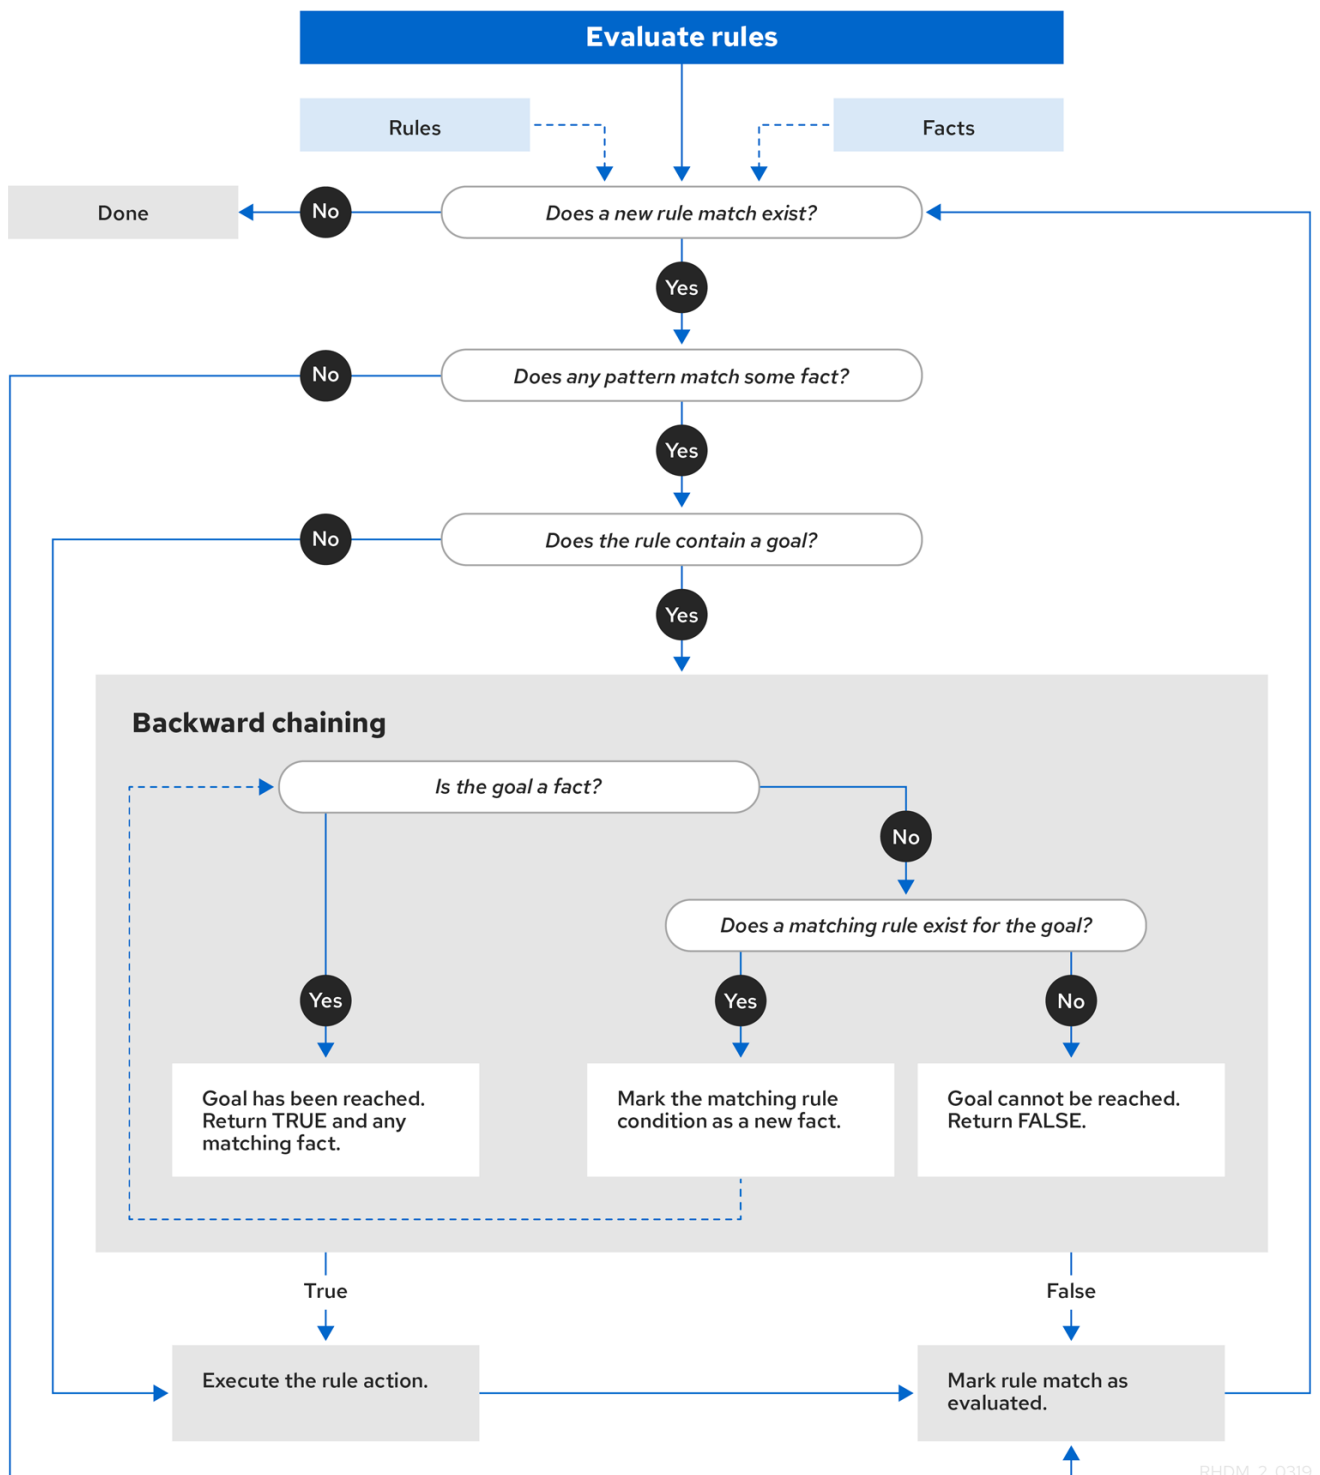 Evaluate rules
Rules
Facts
Done
No
Does a new rule match exist?
Yes
No
Does any pattern match some fact?
Yes
No
Does the rule contain a goal?
Yes
Backward chaining
Is the goal a fact?
No
Does a matching rule exist for the goal?
Yes
Yes
No
Goal has been reached.
Return TRUE and any
matching fact.
Mark the matching rule
condition as a new fact.
Goal cannot be reached.
Return FALSE.
True
False
Execute the rule action.
Mark rule match as
evaluated.
RHDM_2_0319